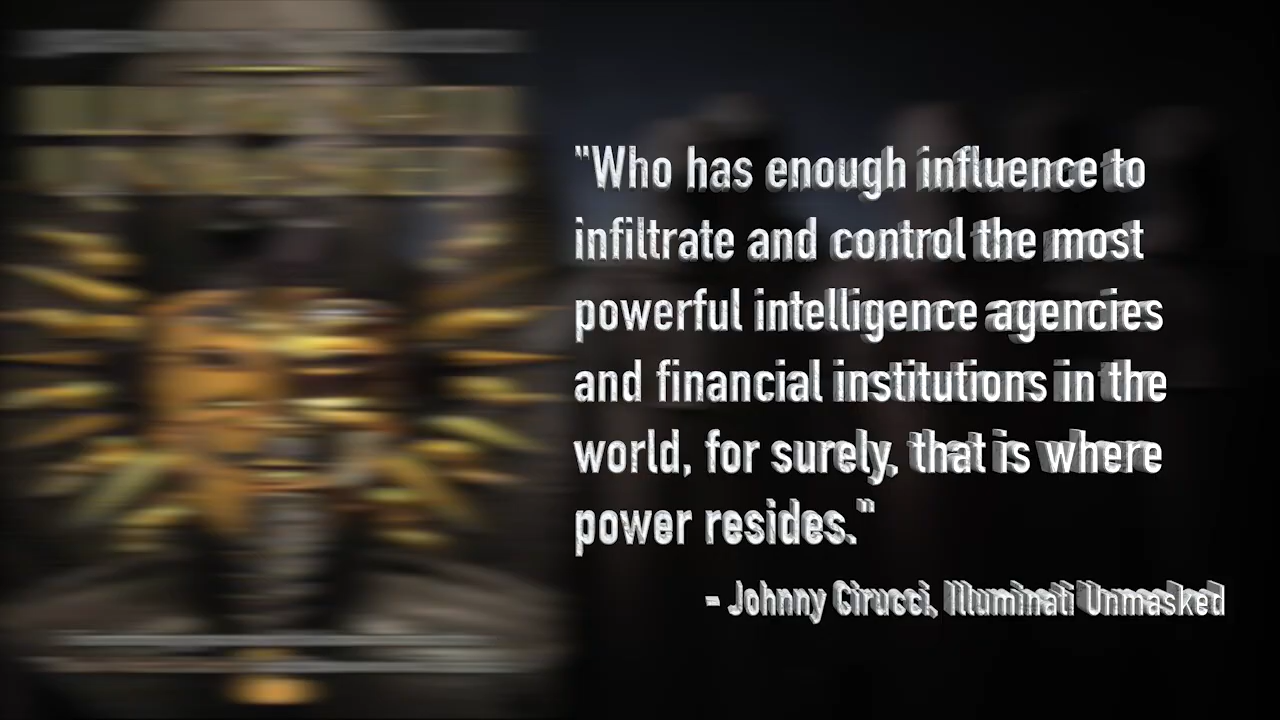 "Who has enough influence to
infiltrate and control the most
powerful intelligence agencies
and financial institutions in the
world, for surely, that is where
power resides."
- Johnny Cirucci, Illuminati Unmasked